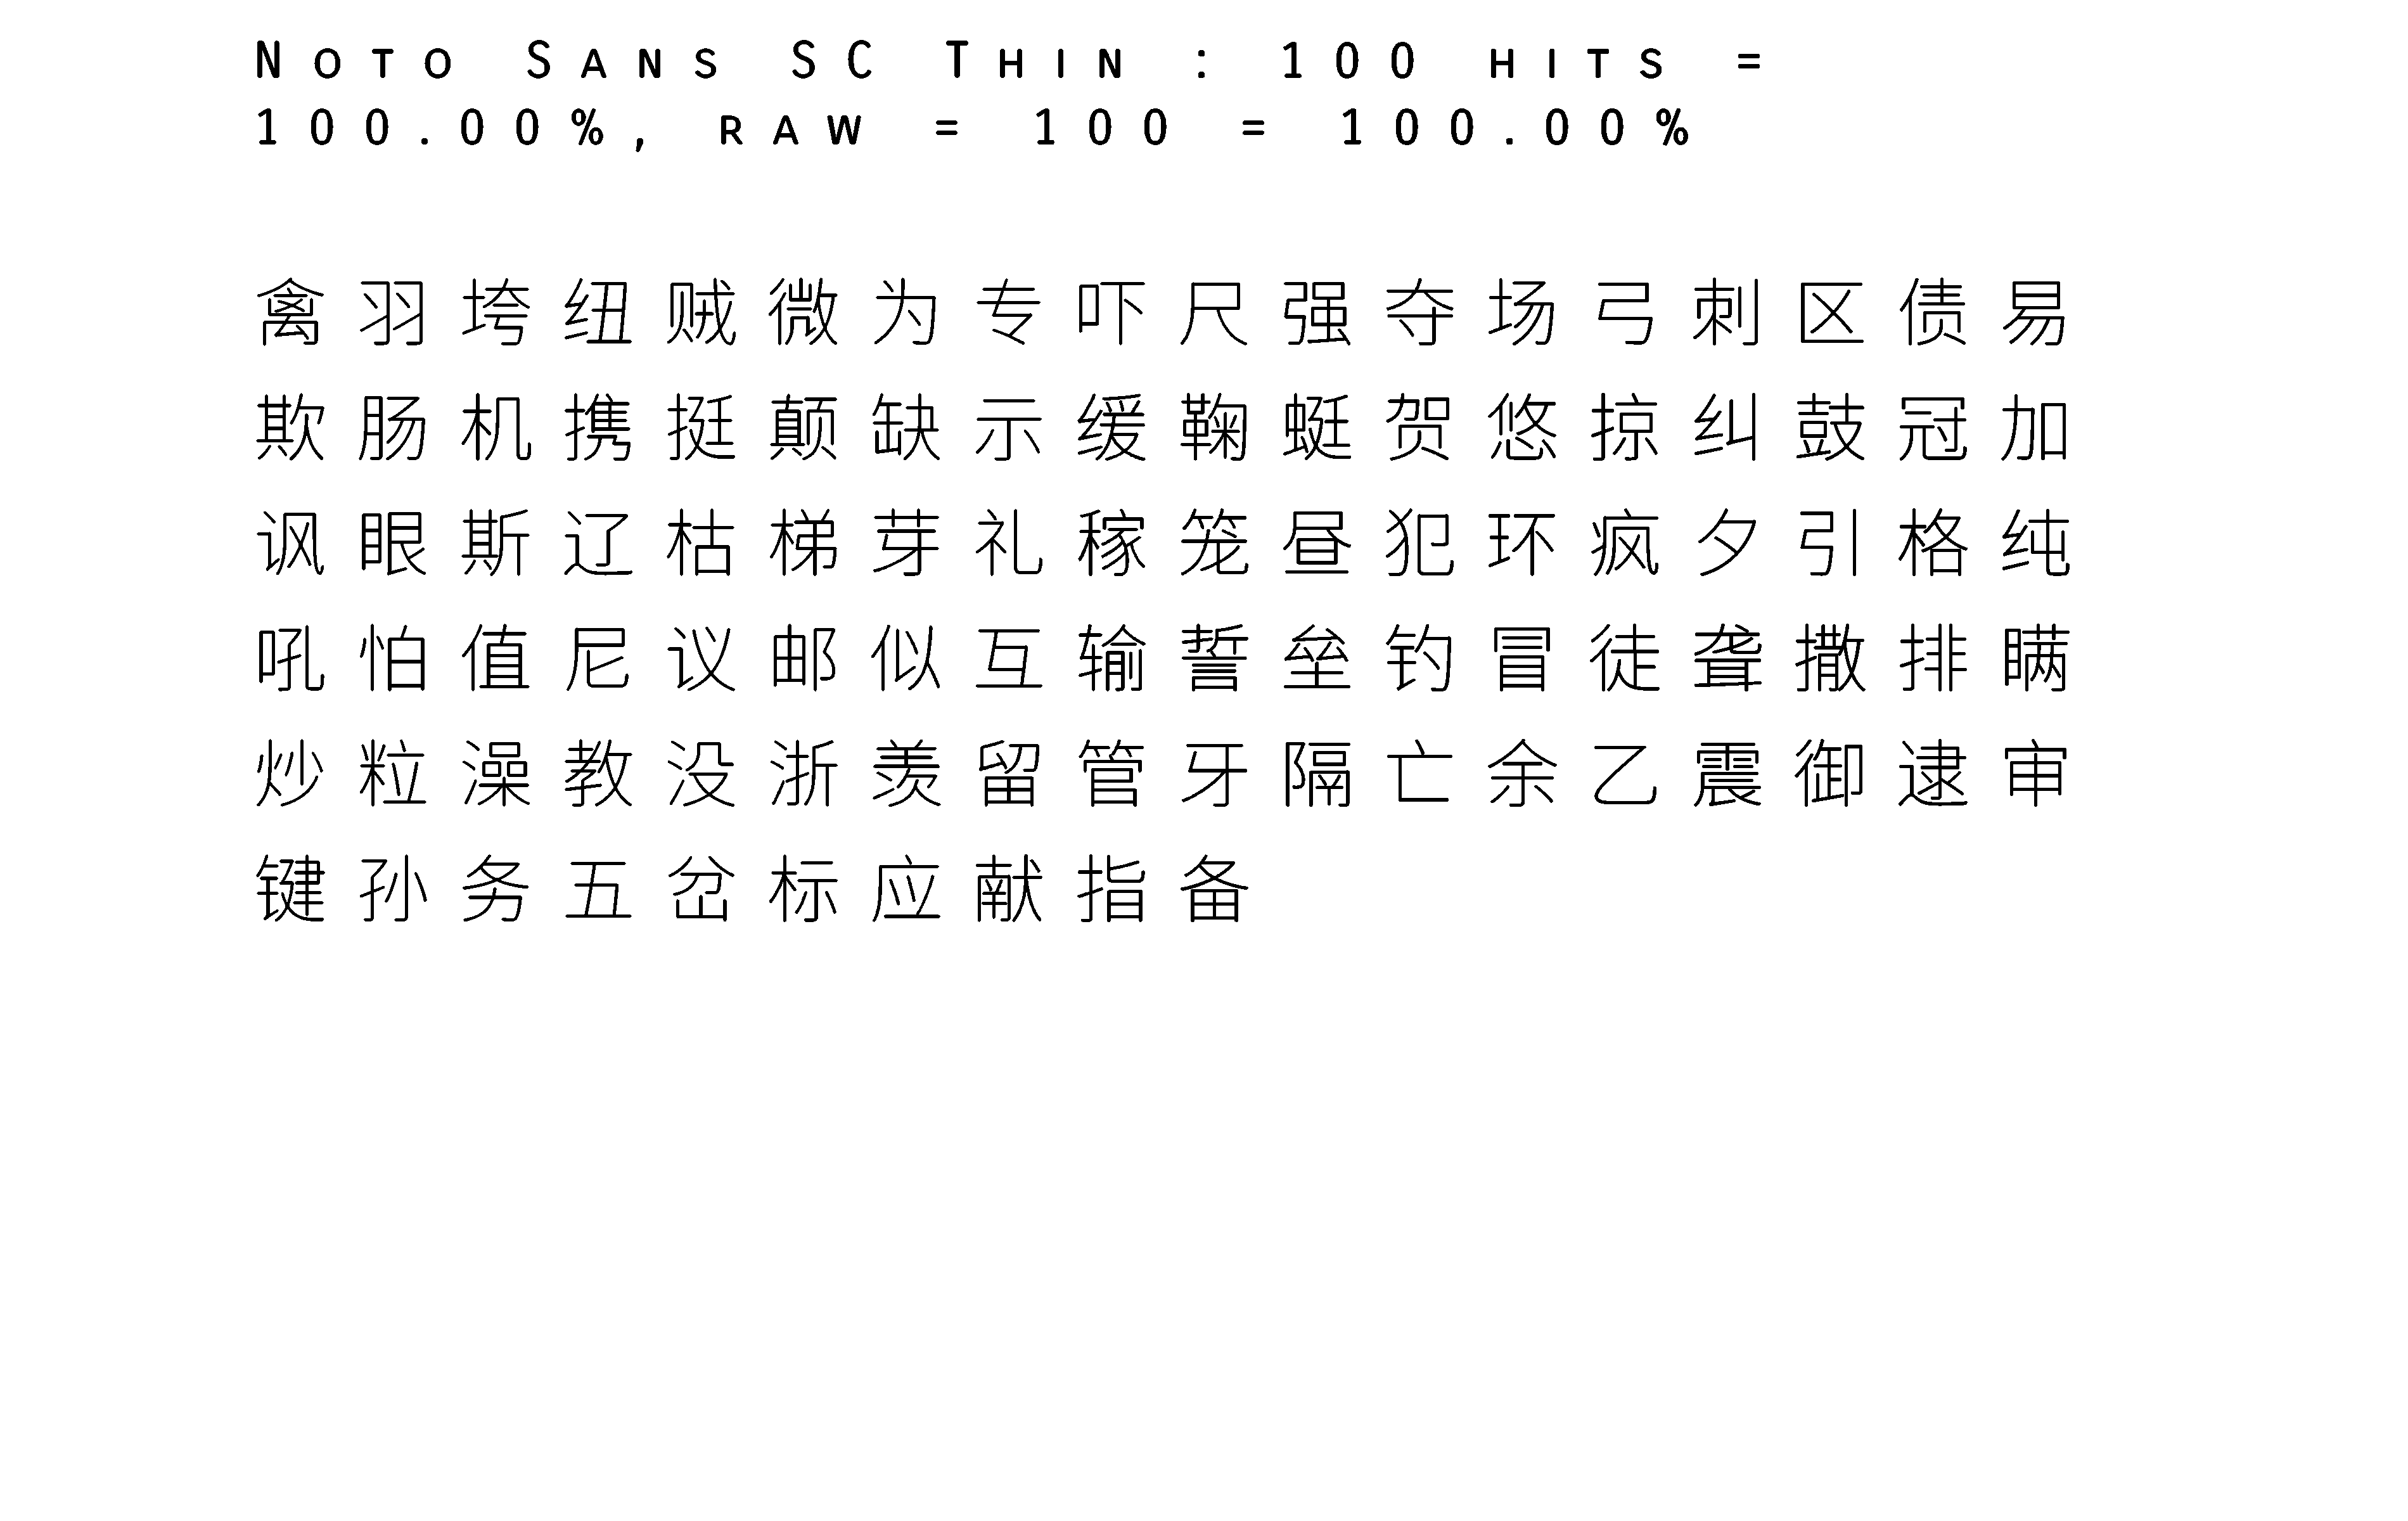 Noto Sans SC Thin : 100 hits =
100.00%, raw = 100 = 100.00%
禽羽垮纽贼微为专吓尺强夺场弓刺区债易
欺肠机携挺颠缺示缓鞠蜓贺悠掠纠鼓冠加
讽眼斯辽枯梯芽礼稼笼昼犯环疯夕引格纯
吼怕值尼议邮似互输誓垒钓冒徒聋撒排瞒
炒粒澡教没浙羡留管牙隔亡余乙震御逮审
键孙务五岔标应献指备